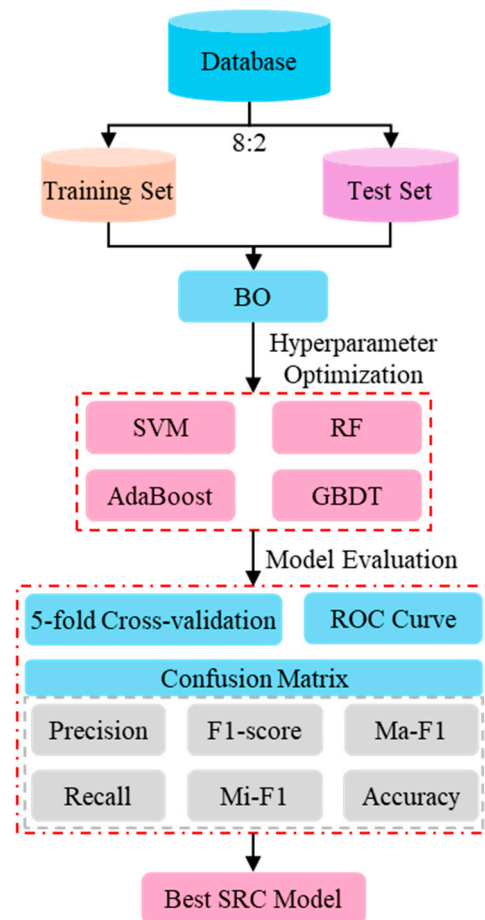 Database
8:2
Training Set
Test Set
BO
Hyperparameter
Optimization
SVM
RF
AdaBoost
GBDT
Model Evaluation
5-fold Cross-validation
ROC Curve
Confusion Matrix
Precision
F1-score
Ma-F1
Recall
Mi-F1
Accuracy
Best SRC Model